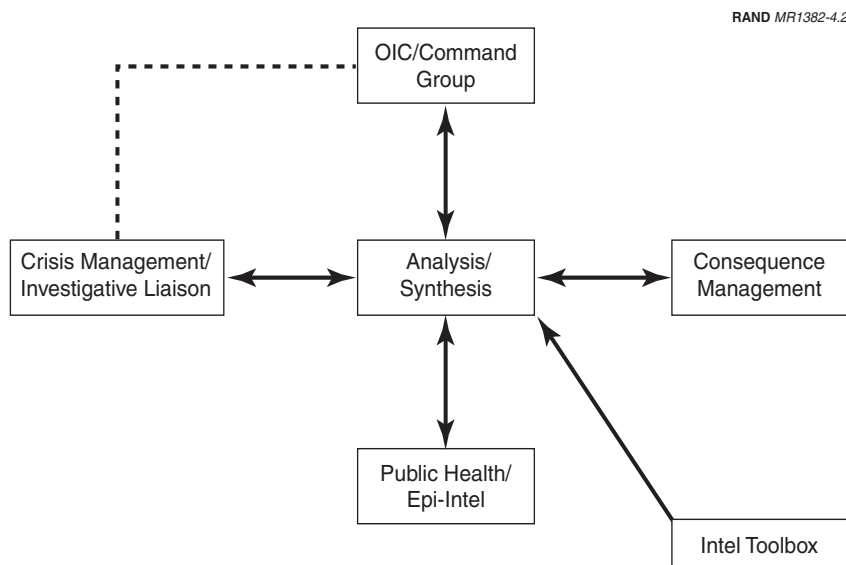 RAND MR1382-4.2
OIC/Command
Group
Crisis Management/
Investigative Liaison
Analysis/
Synthesis
Consequence
Management
Public Health/
Epi-Intel
Intel Toolbox